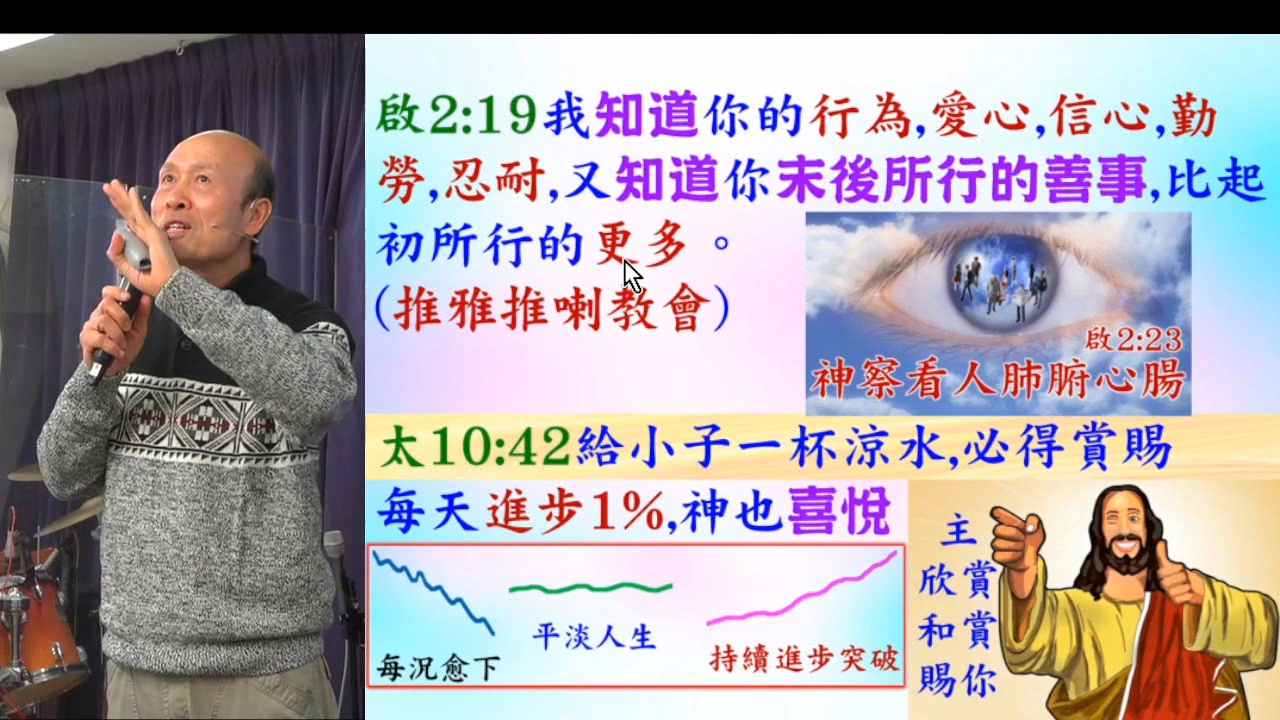 啟2:19我知道你的行為,愛心,信心,勤
勞,忍耐,又知道你末後所行的善事,比起
初所行的更多。
(推雅推喇教會)
啟2:23
神察看人肺腑心腸
太10:42給小子一杯涼水,必得賞賜
每天進步1%,神也喜悅
每況愈下
平淡人生
持續進步突破
主
欣賞
和賞
賜你